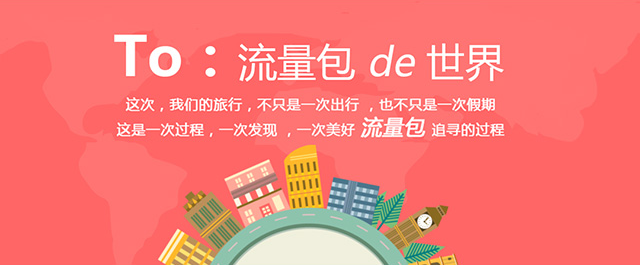 To：流量包 de 世界
这次，我们的旅行，不只是一次出行 ，也不只是一次假期
这是一次过程，一次发现 ，一次美好 流量包 追寻的过程